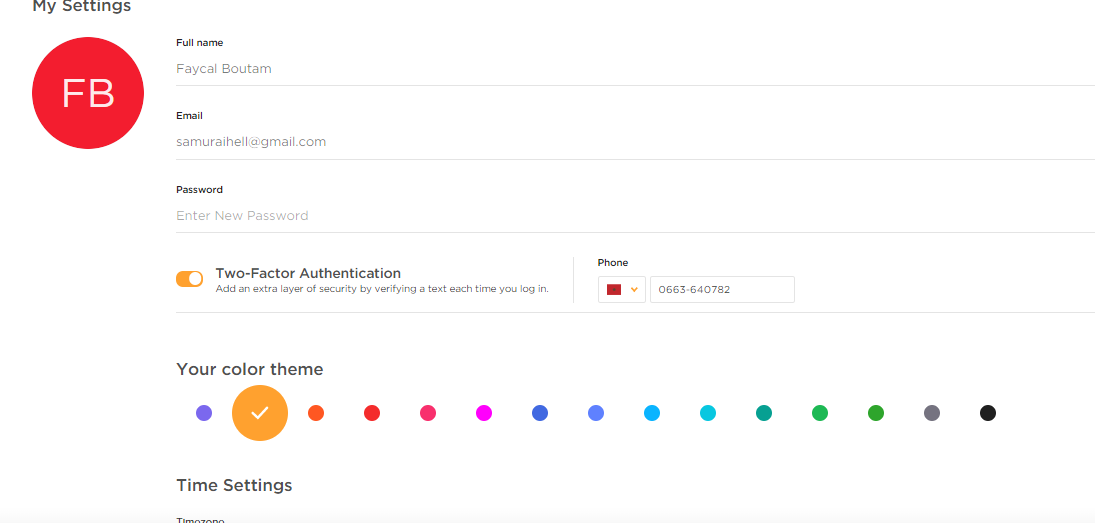 My Settings
FB
Full name
Faycal Boutam
Email
samuraihell@gmail.com
Password
Enter New Password
Two-Factor Authentication
Add an extra layer of security by verifying a text each time you log in.
Phone
0663-640782
Your color theme
Time Settings
Timezone